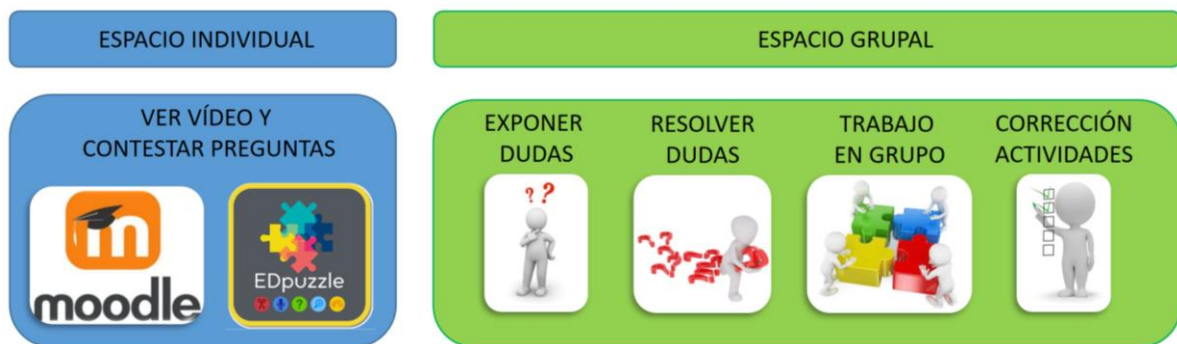 ESPACIO INDIVIDUAL
ESPACIO GRUPAL
VER VÍDEO Y
CONTESTAR PREGUNTAS
m
moodle
EDpuzzle
?
EXPONER
DUDAS
? ?
RESOLVER
DUDAS
TRABAJO
EN GRUPO
CORRECCIÓN
ACTIVIDADES